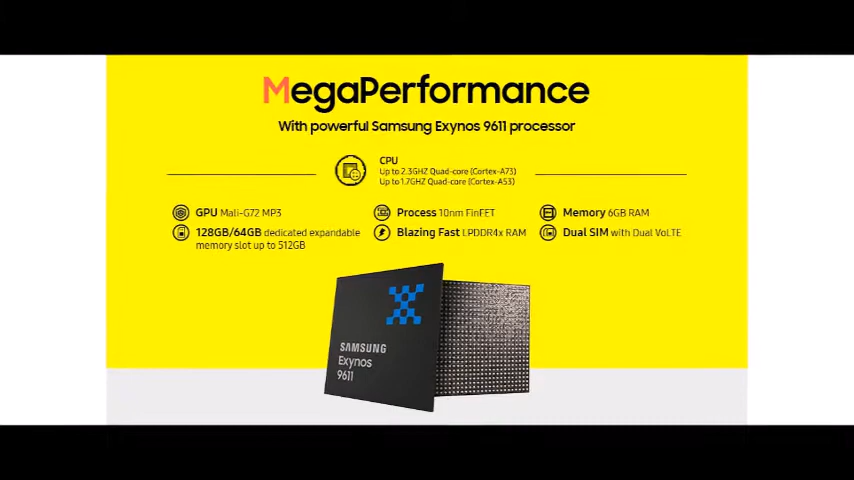 MegaPerformance
With powerful Samsung Exynos 9611 processor
CPU
Up to 2.3GHZ Quad-core (Cortex-A73)
Up to 1.7GHZ Quad-core (Cortex-A53)
GPU Mali-G72 MP3
Process 10nm FinFET
Memory 6GB RAM
128GB/64GB dedicated expandable
memory slot up to 512GB
Blazing Fast LPDDR4x RAM
Dual SIM with Dual VoLTE
SAMSUNG
Exynos
9611